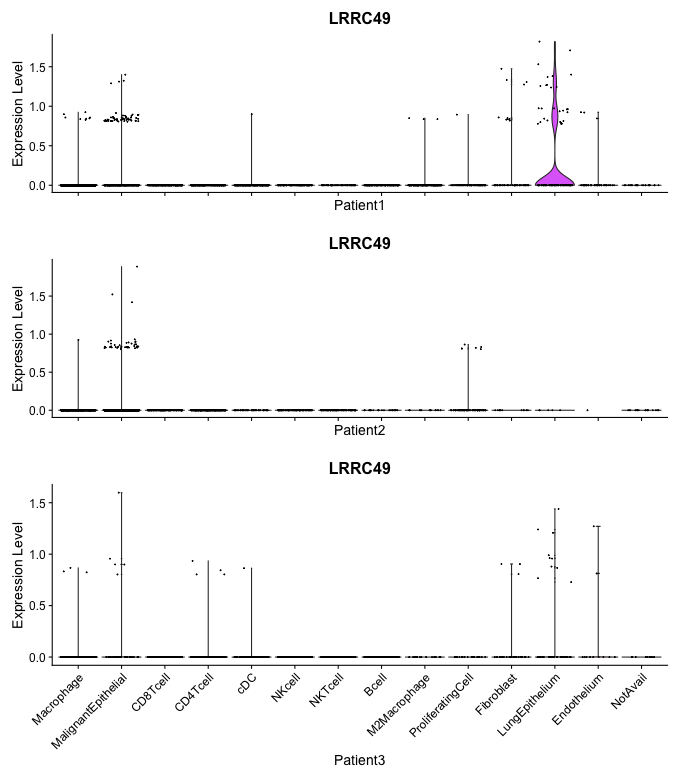 LRRC49
Expression Level
1.5
1.0
0.5
0.0
Patient1
LRRC49
Expression Level
1.5
1.0
0.5
0.0
Patient2
LRRC49
Expression Level
1.5
1.0
0.5
0.0
Macrophage
MalignantEpithelial
CD8Tcell
CD4Tcell
cDC
NKcell
NKTcell
Bcell
M2Macrophage
ProliferatingCell
Fibroblast
LungEpithelium
Endothelium
NotAvail
Patient3